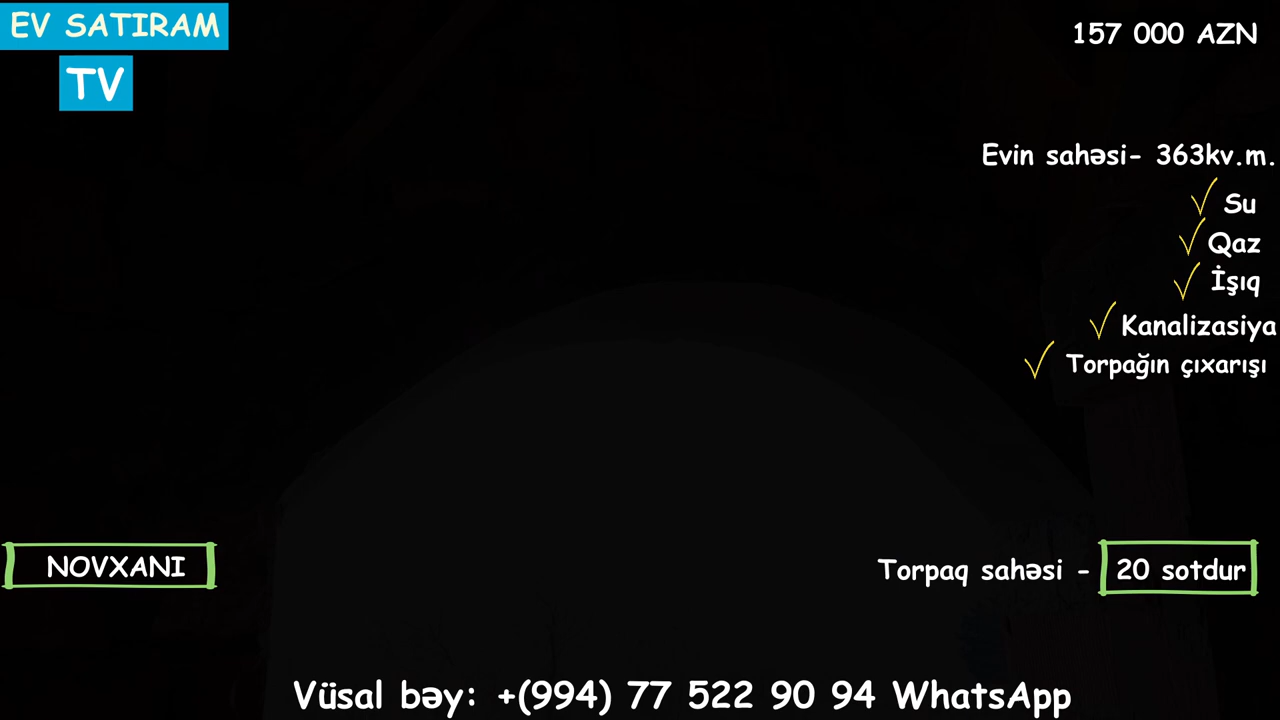 EV SATIRAM
TV
157 000 AZN
Evin sahəsi- 363kv.m.
Su
Qaz
İşıq
Kanalizasiya
Torpağın çıxarışı
NOVXANI
Torpaq sahəsi - 20 sotdur
Vüsal bəy: +(994) 77 522 90 94 WhatsApp